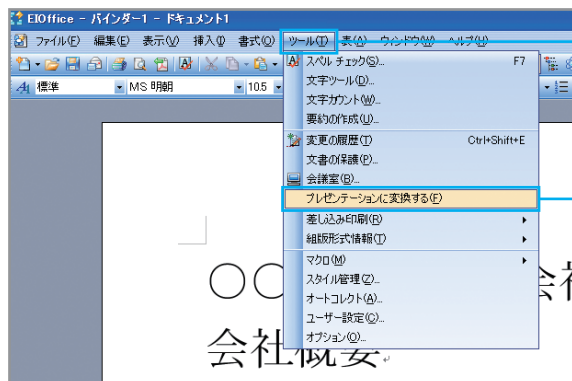 EIOffice - バインダー1 - ドキュメント1
ファイル(F) 編集(E) 表示(V) 挿入(I) 書式(O) ツール(T) 表(A) ウィンドウ(W) ヘルプ(H)
標準 MS 明朝 10.5
スペル チェック(S)... F7
文字ツール(D)...
文字カウント(W)...
要約の作成(U)...
変更の履歴(T) Ctrl+Shift+E
文書の保護(P)...
会議室(B)...
プレゼンテーションに変換する(F)
差し込み印刷(R)
組版形式情報(T)
マクロ(M)
スタイル管理(Z)...
オートコレクト(A)...
ユーザー設定(C)...
オプション(O)...
〇〇 会社
会社概要